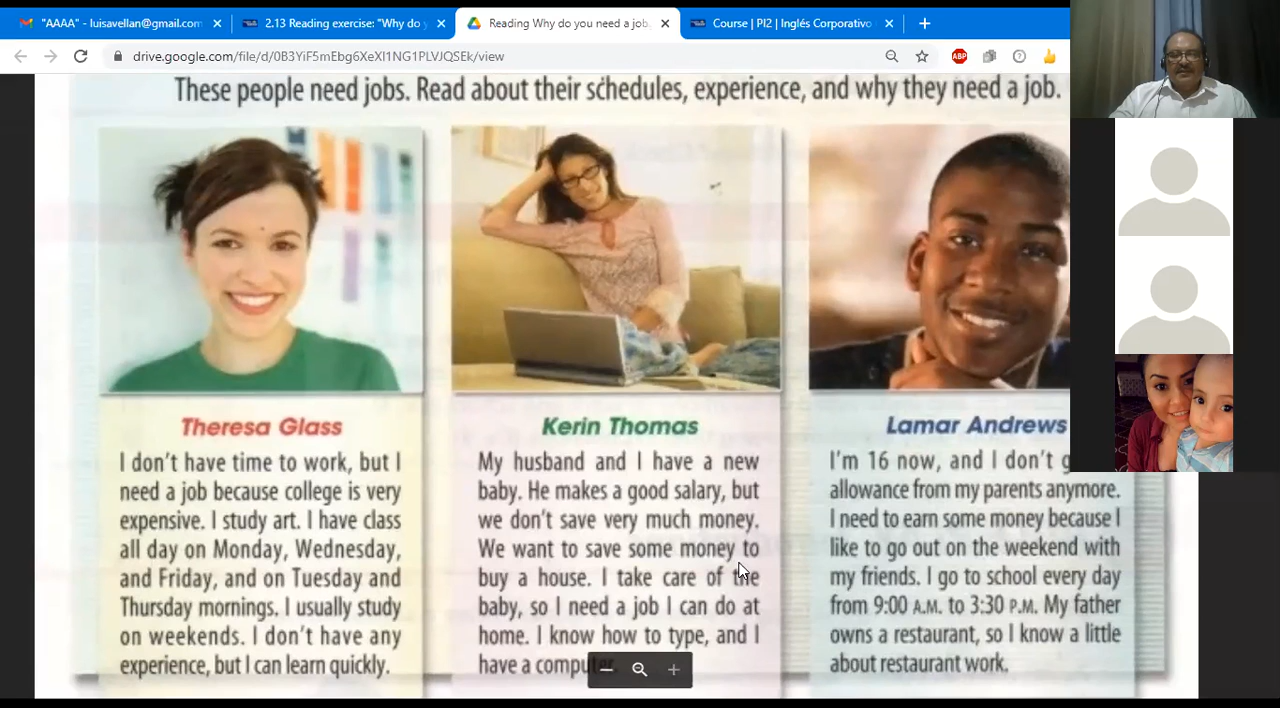 "AAAA" - luisavellan@gmail.com
2.13 Reading exercise: "Why do y
Reading Why do you need a job.
Course | PI2 | Inglés Corporativo
drive.google.com/file/d/0B3YiF5mEbg6XeXl1NG1PLVJQSEk/view
ABP
These people need jobs. Read about their schedules, experience, and why they need a job.
Theresa Glass
I don't have time to work, but I
need a job because college is very
expensive. I study art. I have class
all day on Monday, Wednesday,
and Friday, and on Tuesday and
Thursday mornings. I usually study
on weekends. I don't have any
experience, but I can learn quickly.
Kerin Thomas
My husband and I have a new
baby. He makes a good salary, but
we don't save very much money.
We want to save some money to
buy a house. I take care of the
baby, so I need a job I can do at
home. I know how to type, and I
have a computer.
Lamar Andrews
I'm 16 now, and I don't g
allowance from my parents anymore.
I need to earn some money because I
like to go out on the weekend with
my friends. I go to school every day
from 9:00 A.M. to 3:30 P.M. My father
owns a restaurant, so I know a little
about restaurant work.